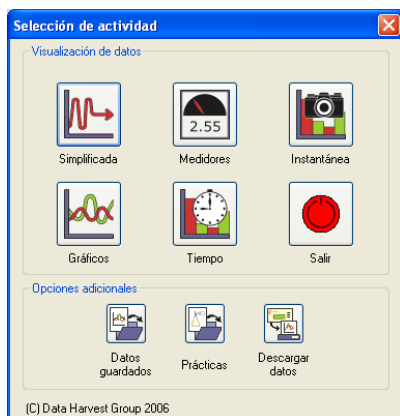 Selección de actividad
Visualización de datos
2.55
Simplificada Medidores Instantánea
Gráficos Tiempo Salir
Opciones adicionales
Datos guardados Prácticas Descargar datos
(C) Data Harvest Group 2006